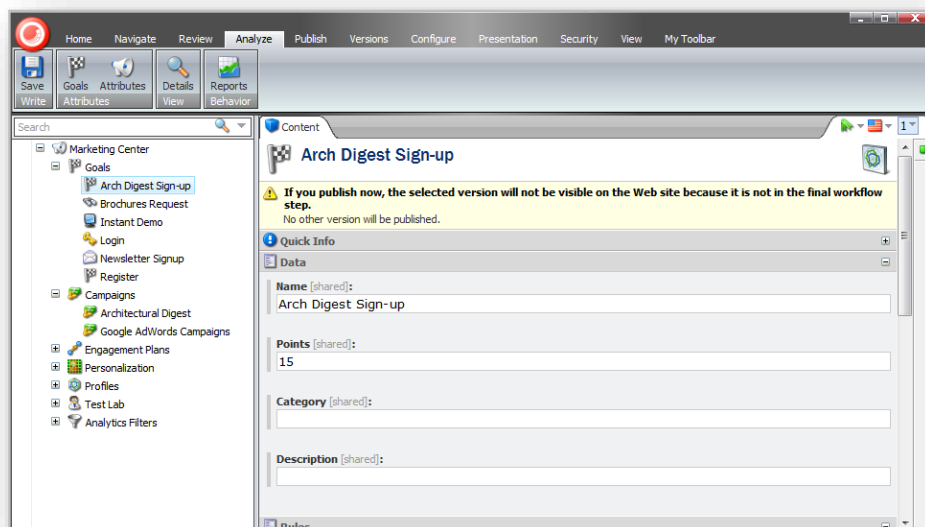 Home Navigate Review Analyze Publish Versions Configure Presentation Security View My Toolbar
Save Goals Attributes Details Reports
Write Attributes View Behavior
Search
Marketing Center
Goals
Arch Digest Sign-up
Brochures Request
Instant Demo
Login
Newsletter Signup
Register
Campaigns
Architectural Digest
Google AdWords Campaigns
Engagement Plans
Personalization
Profiles
Test Lab
Analytics Filters
Content
1
Arch Digest Sign-up
If you publish now, the selected version will not be visible on the Web site because it is not in the final workflow
step.
No other version will be published.
Quick Info
Data
Name [shared]:
Arch Digest Sign-up
Points [shared]:
15
Category [shared]:
Description [shared]:
Rules